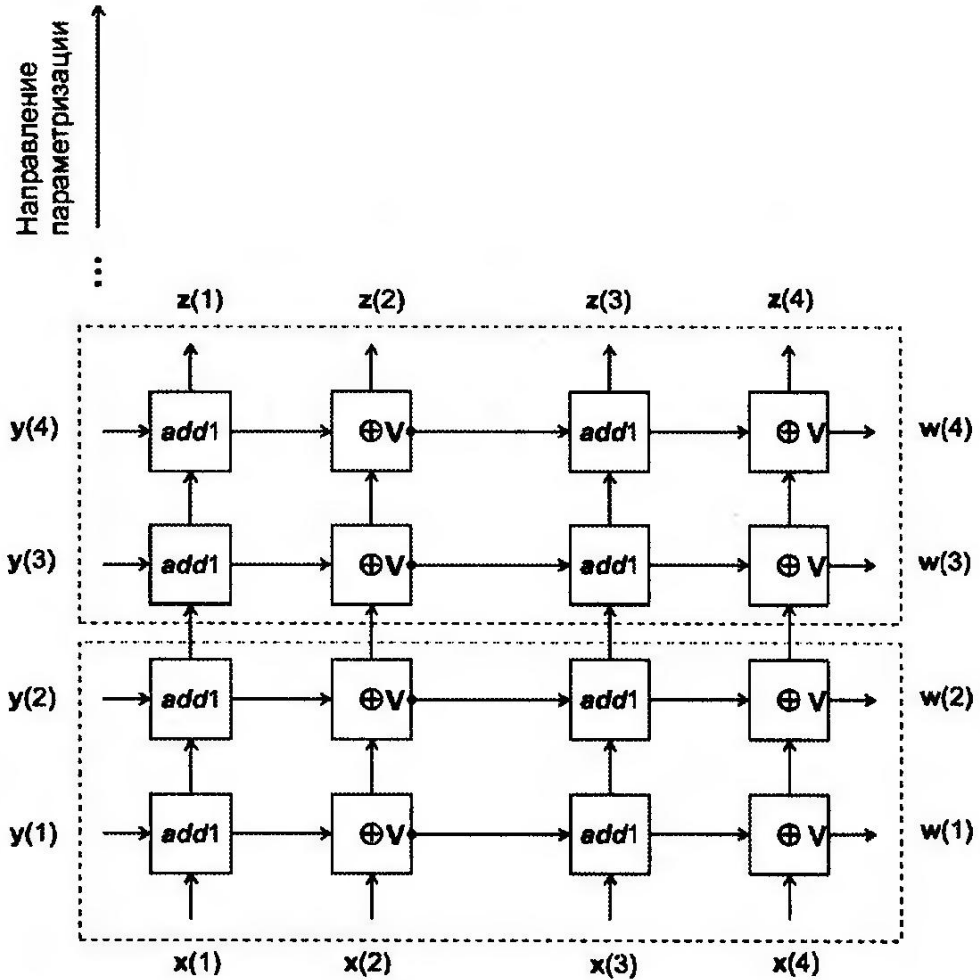 Направление
параметризации
...
z(1) z(2) z(3) z(4)
y(4) add1 ⊕V add1 ⊕V w(4)
y(3) add1 ⊕V add1 ⊕V w(3)
y(2) add1 ⊕V add1 ⊕V w(2)
y(1) add1 ⊕V add1 ⊕V w(1)
x(1) x(2) x(3) x(4)